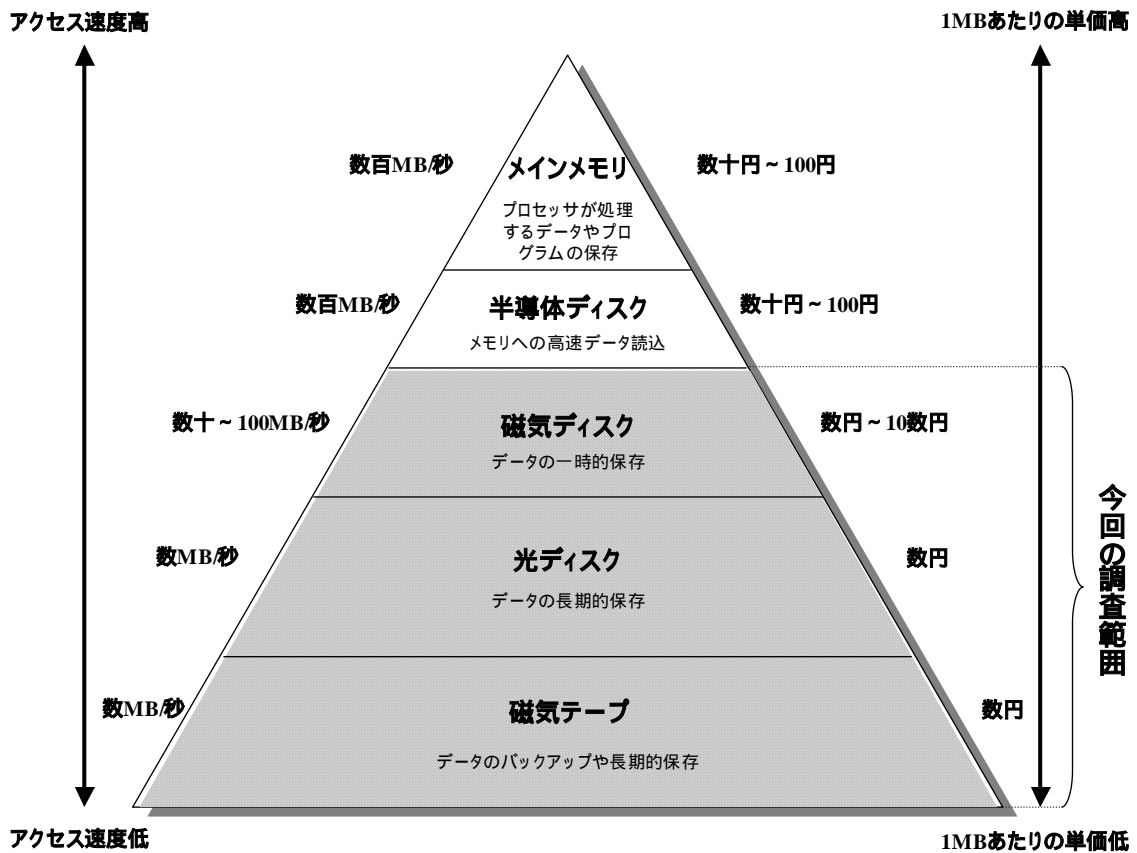 アクセス速度高
1MBあたりの単価高
数百MB/秒
メインメモリ
数十円~100円
プロセッサが処理
するデータやプロ
グラムの保存
数百MB/秒
半導体ディスク
数十円~100円
メモリへの高速データ読込
数十~100MB/秒
磁気ディスク
数円~10数円
データの一時的保存
数MB/秒
光ディスク
数円
データの長期的保存
今回の調査範囲
数MB/秒
磁気テープ
数円
データのバックアップや長期的保存
アクセス速度低
1MBあたりの単価低